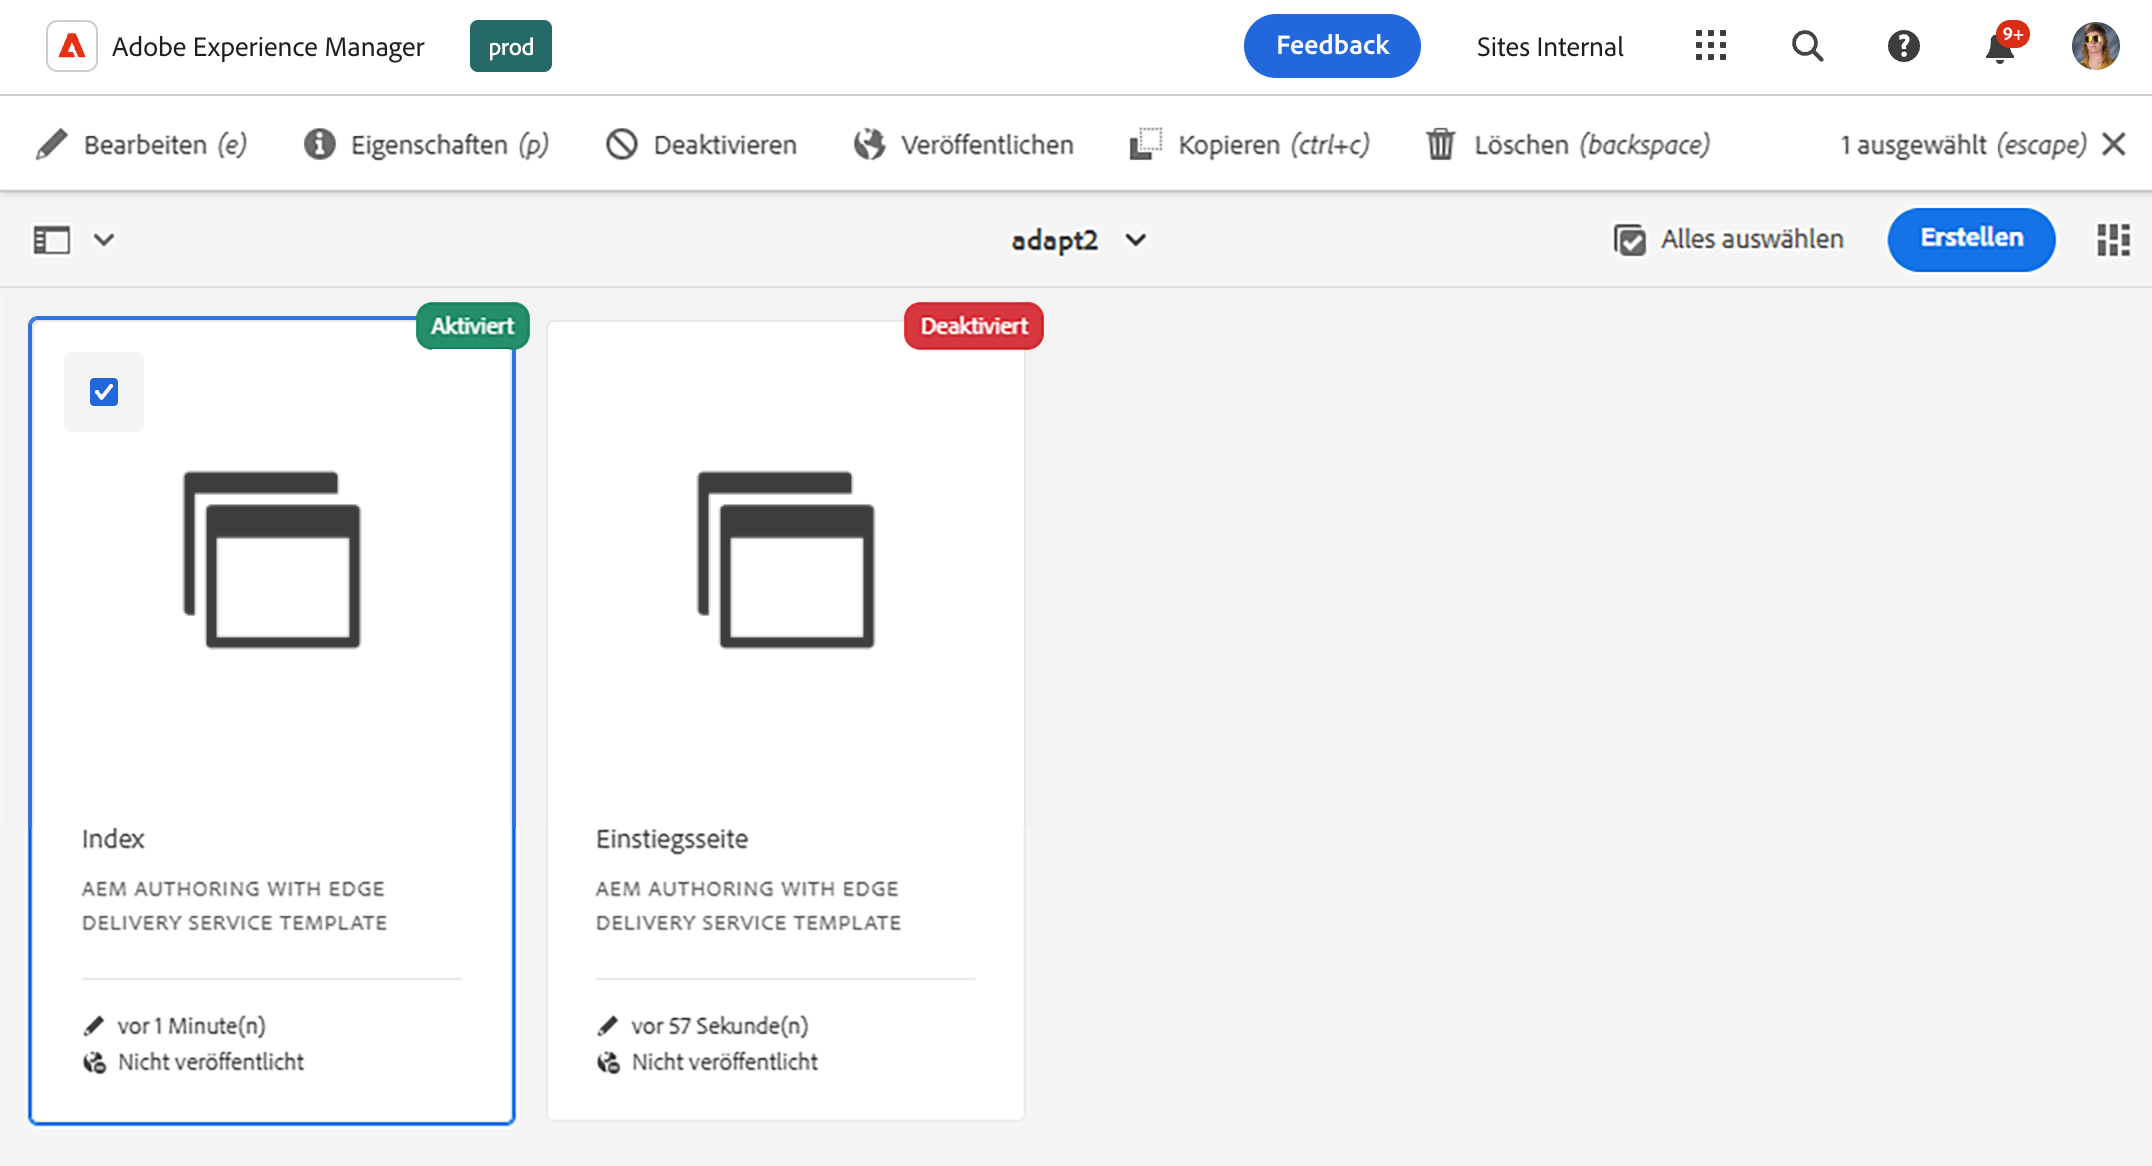 Adobe Experience Manager
prod
Feedback
Sites Internal
9+
Bearbeiten (e)
Eigenschaften (p)
Deaktivieren
Veröffentlichen
Kopieren (ctrl+c)
Löschen (backspace)
1 ausgewählt (escape)
adapt2
Alles auswählen
Erstellen
Aktiviert
Index
AEM AUTHORING WITH EDGE
DELIVERY SERVICE TEMPLATE
vor 1 Minute(n)
Nicht veröffentlicht
Deaktiviert
Einstiegsseite
AEM AUTHORING WITH EDGE
DELIVERY SERVICE TEMPLATE
vor 57 Sekunde(n)
Nicht veröffentlicht